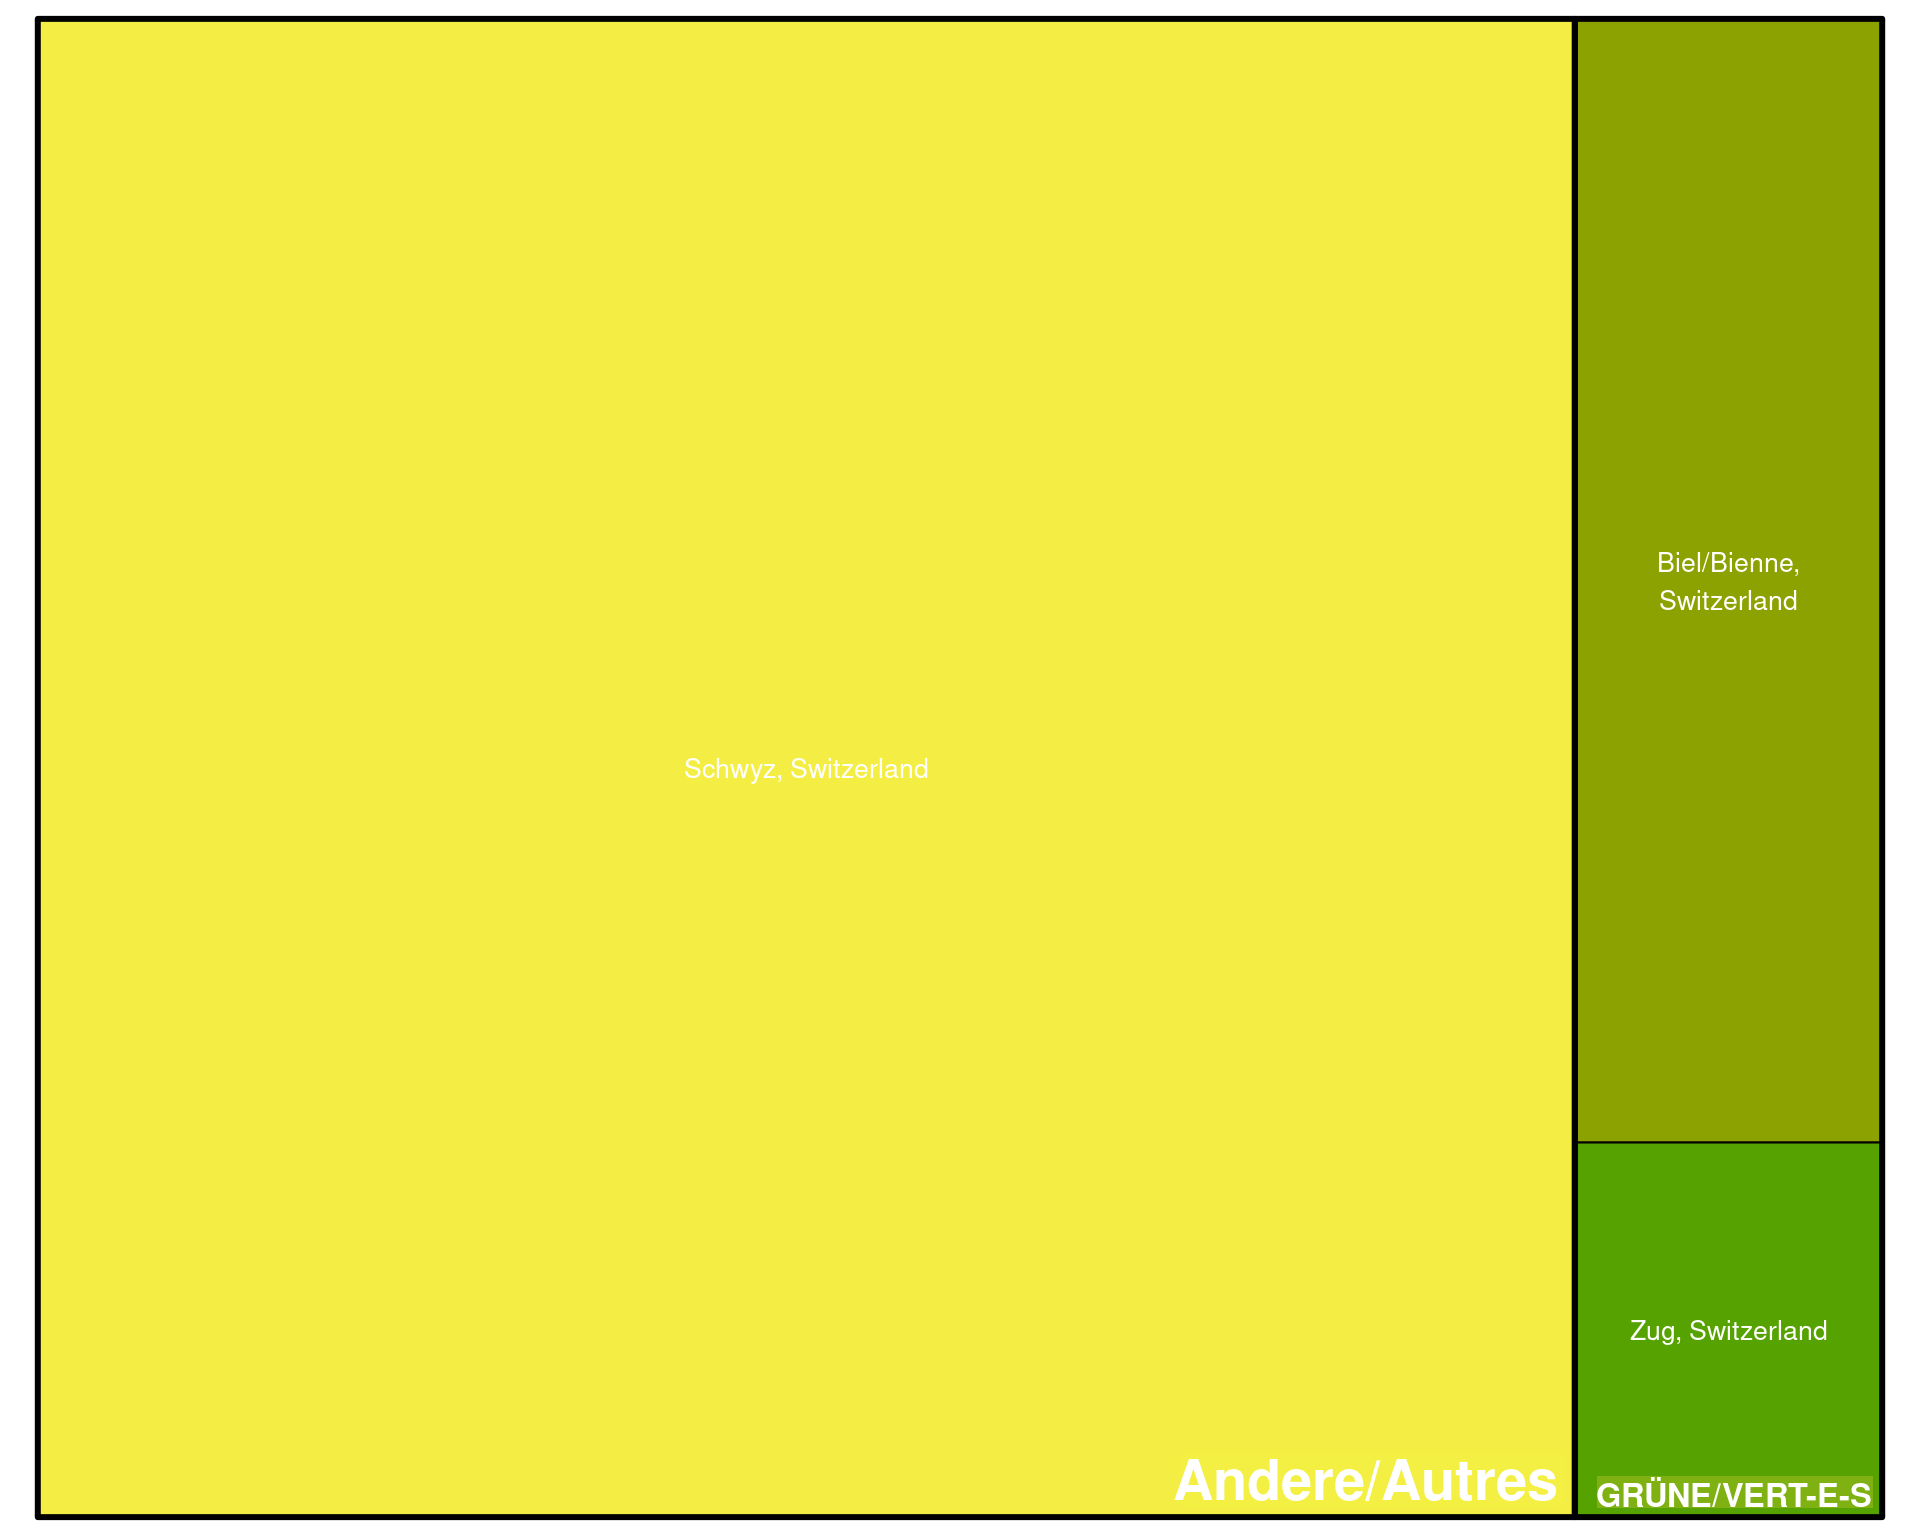 Biel/Bienne,
Switzerland
Schwyz, Switzerland
Zug, Switzerland
Andere/Autres
GRÜNE/VERT-E-S